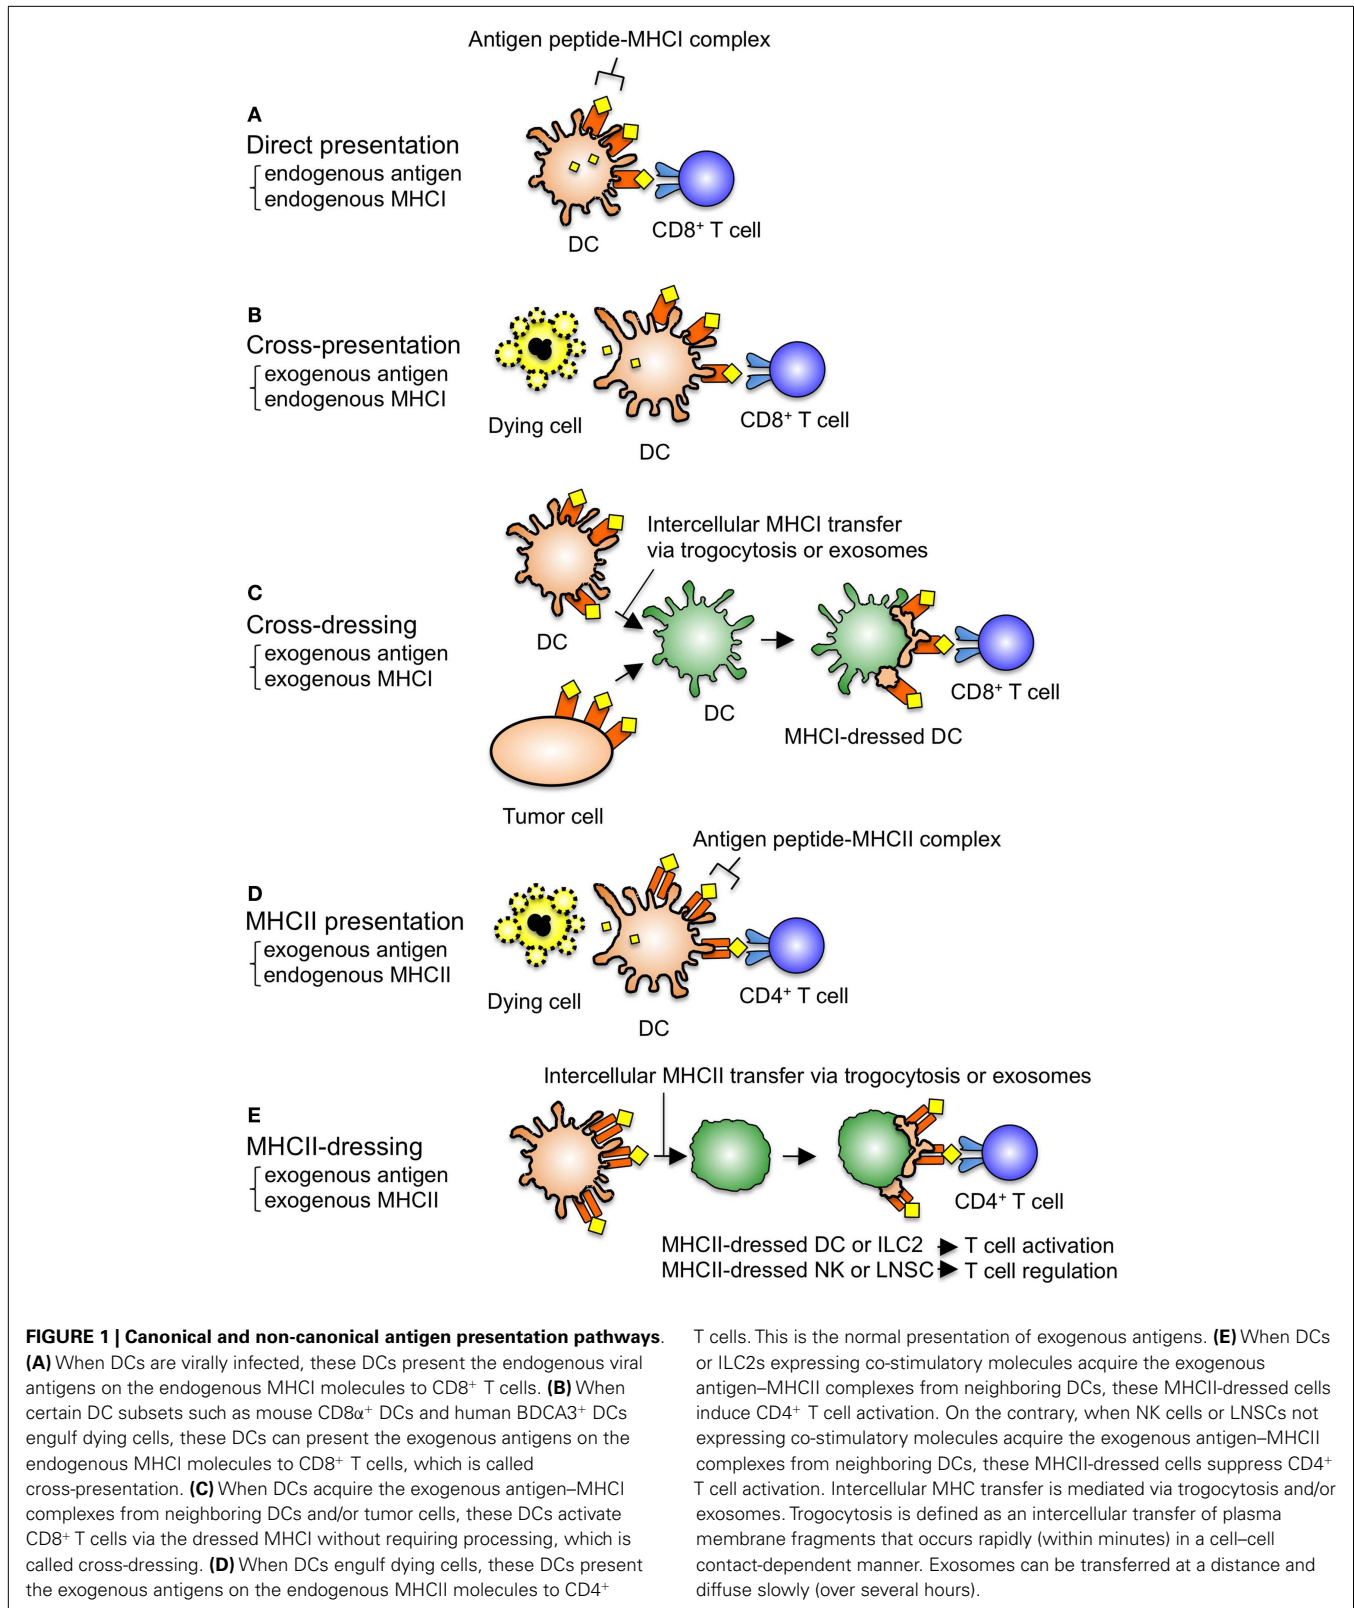 Antigen peptide-MHCI complex
A
Direct presentation
endogenous antigen
endogenous MHCI
DC
CD8+ T cell
B
Cross-presentation
exogenous antigen
endogenous MHCI
Dying cell
DC
CD8+ T cell
Intercellular MHCI transfer
via trogocytosis or exosomes
C
Cross-dressing
exogenous antigen
exogenous MHCI
DC
DC
CD8+ T cell
MHCI-dressed DC
Tumor cell
Antigen peptide-MHCII complex
D
MHCII presentation
exogenous antigen
endogenous MHCII
Dying cell
DC
CD4+ T cell
Intercellular MHCII transfer via trogocytosis or exosomes
E
MHCII-dressing
exogenous antigen
exogenous MHCII
CD4+ T cell
MHCII-dressed DC or ILC2 T cell activation
MHCII-dressed NK or LNSC T cell regulation
FIGURE 1 | Canonical and non-canonical antigen presentation pathways.
(A) When DCs are virally infected, these DCs present the endogenous viral
antigens on the endogenous MHCI molecules to CD8+ T cells. (B) When
certain DC subsets such as mouse CD8α+ DCs and human BDCA3+ DCs
engulf dying cells, these DCs can present the exogenous antigens on the
endogenous MHCI molecules to CD8+ T cells, which is called
cross-presentation. (C) When DCs acquire the exogenous antigen–MHCI
complexes from neighboring DCs and/or tumor cells, these DCs activate
CD8+ T cells via the dressed MHCI without requiring processing, which is
called cross-dressing. (D) When DCs engulf dying cells, these DCs present
the exogenous antigens on the endogenous MHCII molecules to CD4+
T cells. This is the normal presentation of exogenous antigens. (E) When DCs
or ILC2s expressing co-stimulatory molecules acquire the exogenous
antigen–MHCII complexes from neighboring DCs, these MHCII-dressed cells
induce CD4+ T cell activation. On the contrary, when NK cells or LNSCs not
expressing co-stimulatory molecules acquire the exogenous antigen–MHCII
complexes from neighboring DCs, these MHCII-dressed cells suppress CD4+
T cell activation. Intercellular MHC transfer is mediated via trogocytosis and/or
exosomes. Trogocytosis is defined as an intercellular transfer of plasma
membrane fragments that occurs rapidly (within minutes) in a cell–cell
contact-dependent manner. Exosomes can be transferred at a distance and
diffuse slowly (over several hours).